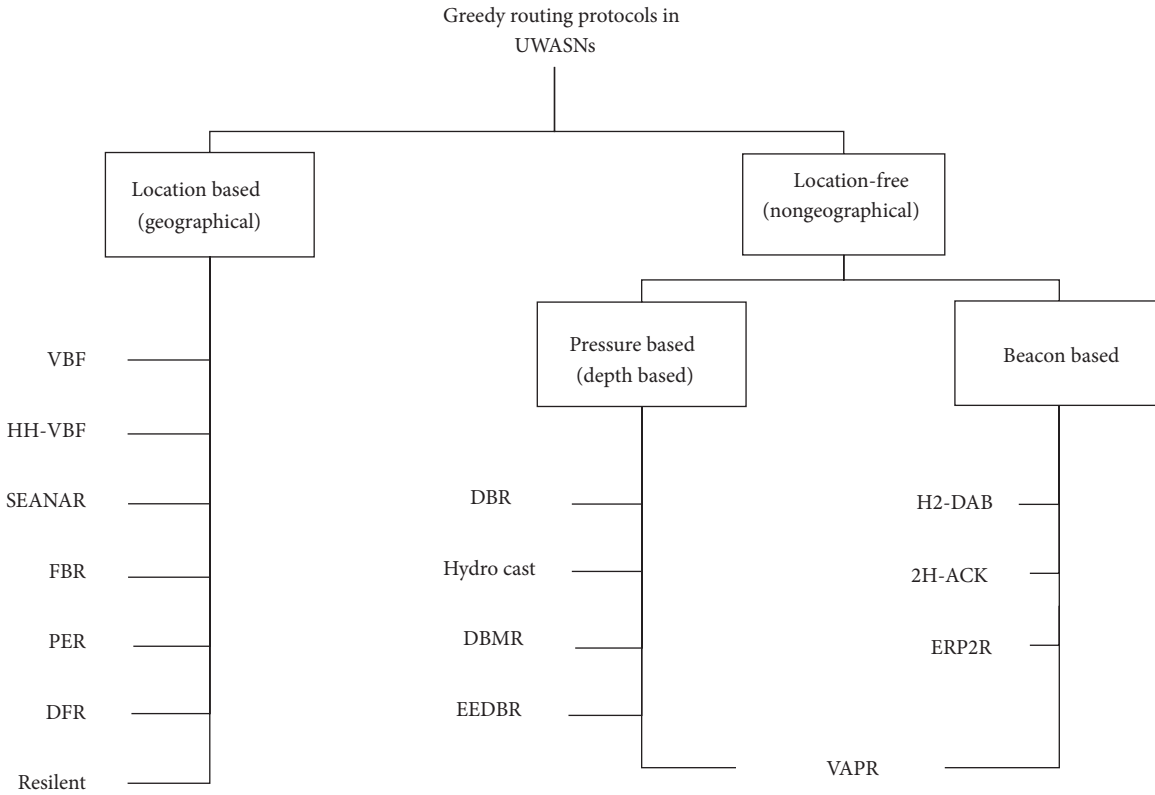 Greedy routing protocols in
UWASNs
Location based
(geographical)
Location-free
(nongeographical)
Pressure based
(depth based)
Beacon based
VBF
HH-VBF
SEANAR
FBR
PER
DFR
Resilent
DBR
Hydro cast
DBMR
EEDBR
H2-DAB
2H-ACK
ERP2R
VAPR